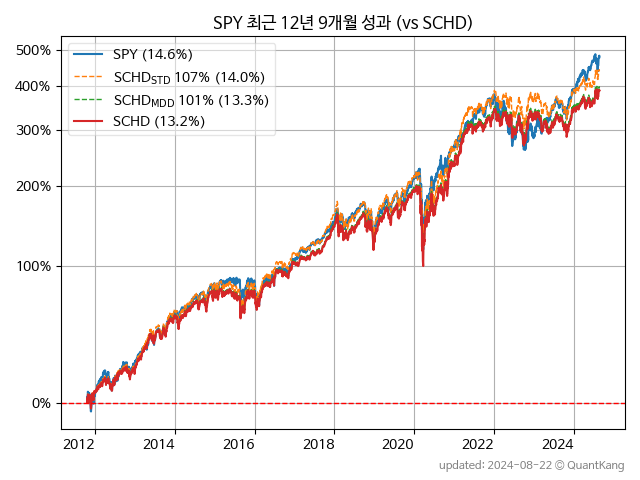 SPY 최근 12년 9개월 성과 (vs SCHD)
500%
400%
300%
200%
100%
0%
SPY (14.6%)
SCHD_STD 107% (14.0%)
SCHD_MDD 101% (13.3%)
SCHD (13.2%)
2012 2014 2016 2018 2020 2022 2024
updated: 2024-08-22 © QuantKang